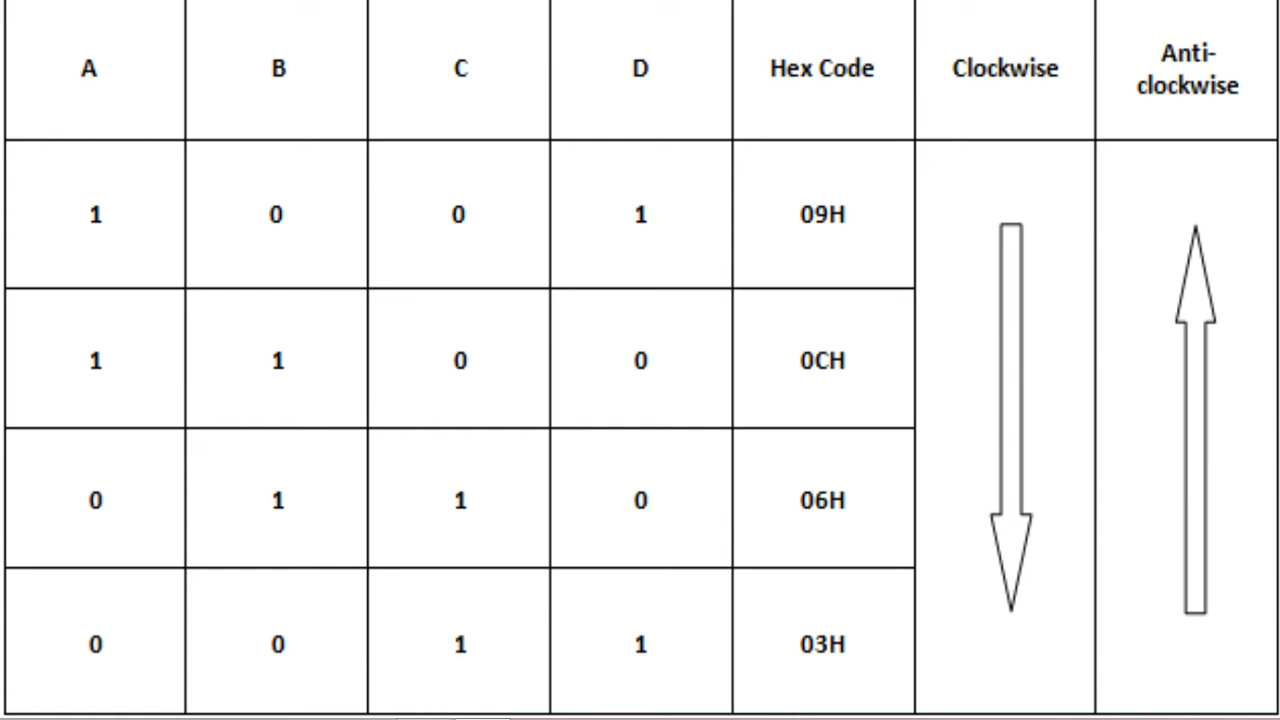 A B C D Hex Code Clockwise Anti-
clockwise
1 0 0 1 09H
1 1 0 0 0CH
0 1 1 0 06H
0 0 1 1 03H